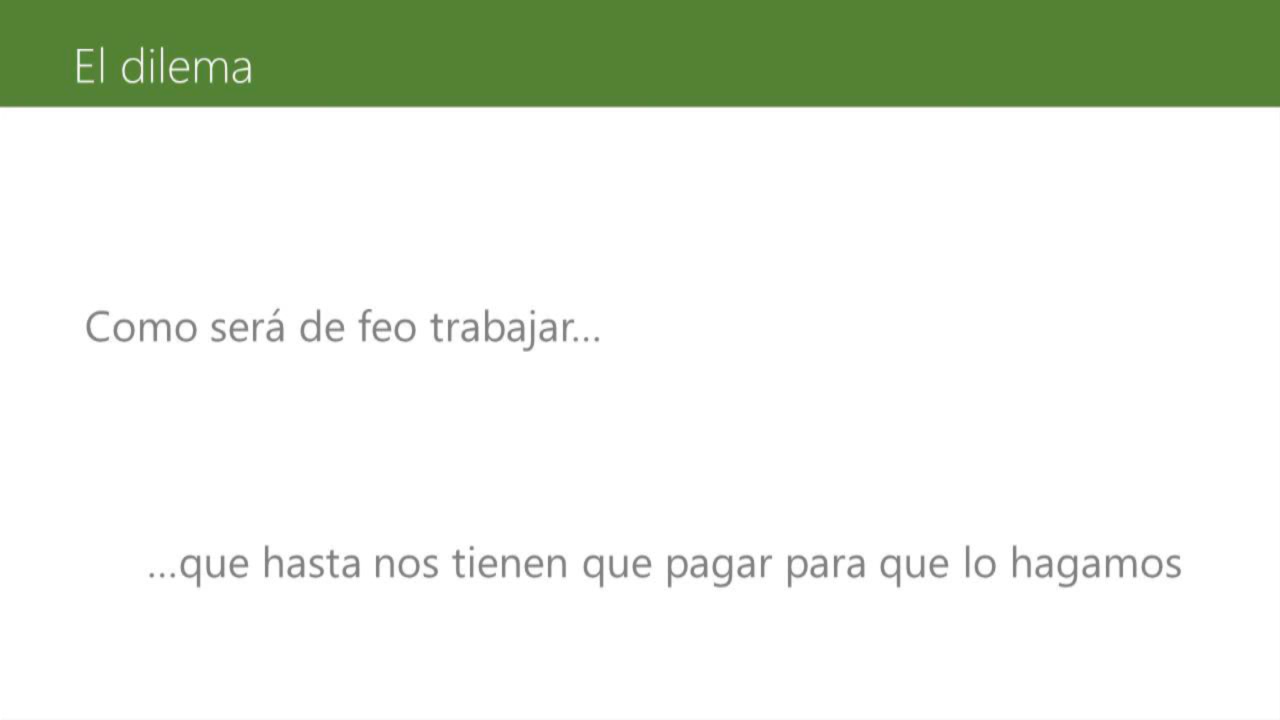 El dilema
Como será de feo trabajar...
...que hasta nos tienen que pagar para que lo hagamos